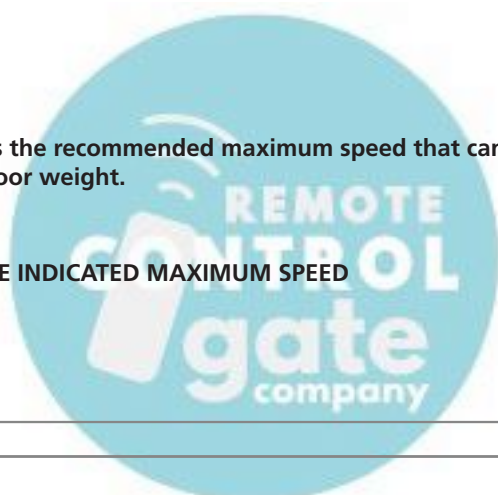 s the recommended maximum speed that can
oor weight.
REMOTE
E INDICATED MAXIMUM SPEED
CONTROL
gate
company